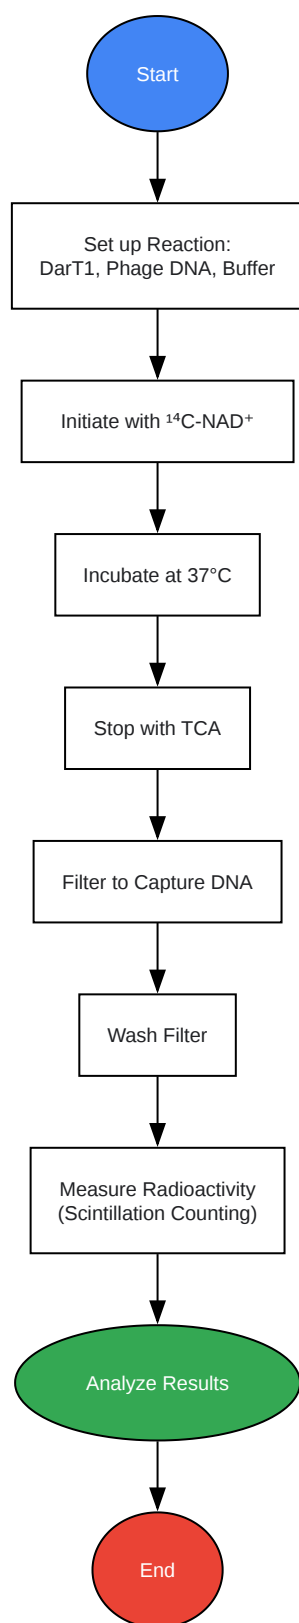 Start
Set up Reaction:
DarT1, Phage DNA, Buffer
Initiate with ¹⁴C-NAD⁺
Incubate at 37°C
Stop with TCA
Filter to Capture DNA
Wash Filter
Measure Radioactivity
(Scintillation Counting)
Analyze Results
End